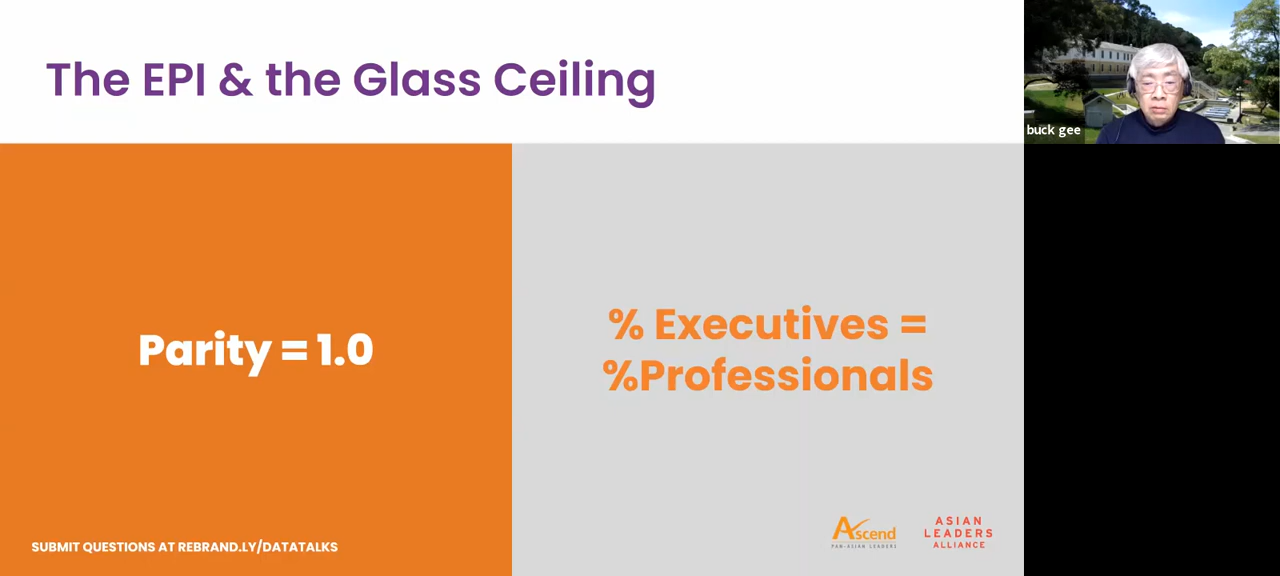 The EPI & the Glass Ceiling
buck gee
Parity = 1.0
% Executives =
%Professionals
SUBMIT QUESTIONS AT REBRAND.LY/DATATALKS
Ascend
PAN-ASIAN LEADERS
ASIAN
LEADERS
ALLIANCE